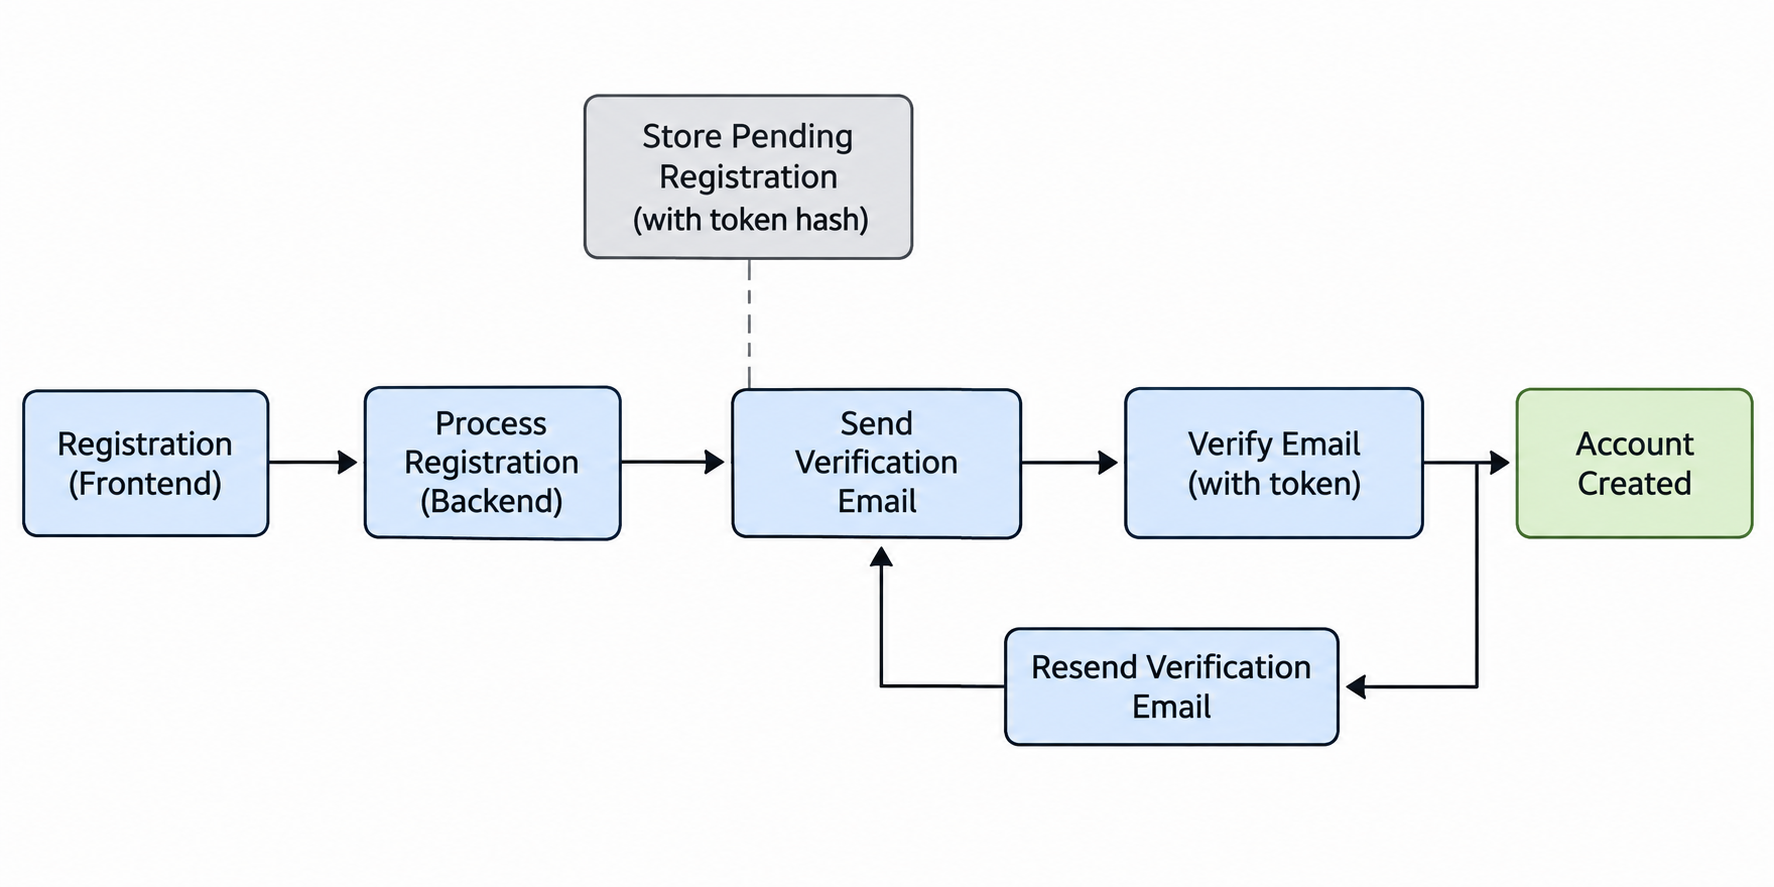 Store Pending
Registration
(with token hash)
Registration
(Frontend)
Process
Registration
(Backend)
Send
Verification
Email
Verify Email
(with token)
Account
Created
Resend Verification
Email